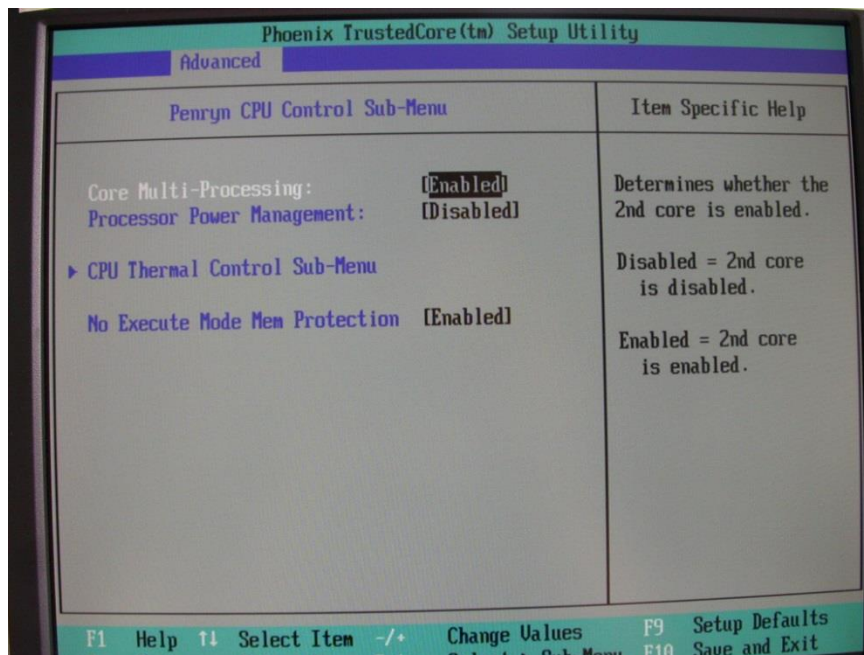 Phoenix TrustedCore(tm) Setup Utility
Advanced
Penryn CPU Control Sub-Menu
Item Specific Help
Core Multi-Processing: [Enabled]
Processor Power Management: [Disabled]
▶ CPU Thermal Control Sub-Menu
No Execute Mode Mem Protection [Enabled]
Determines whether the
2nd core is enabled.
Disabled = 2nd core
is disabled.
Enabled = 2nd core
is enabled.
F1 Help ↑↓ Select Item -/+ Change Values F9 Setup Defaults
Sub-Menu F10 Save and Exit